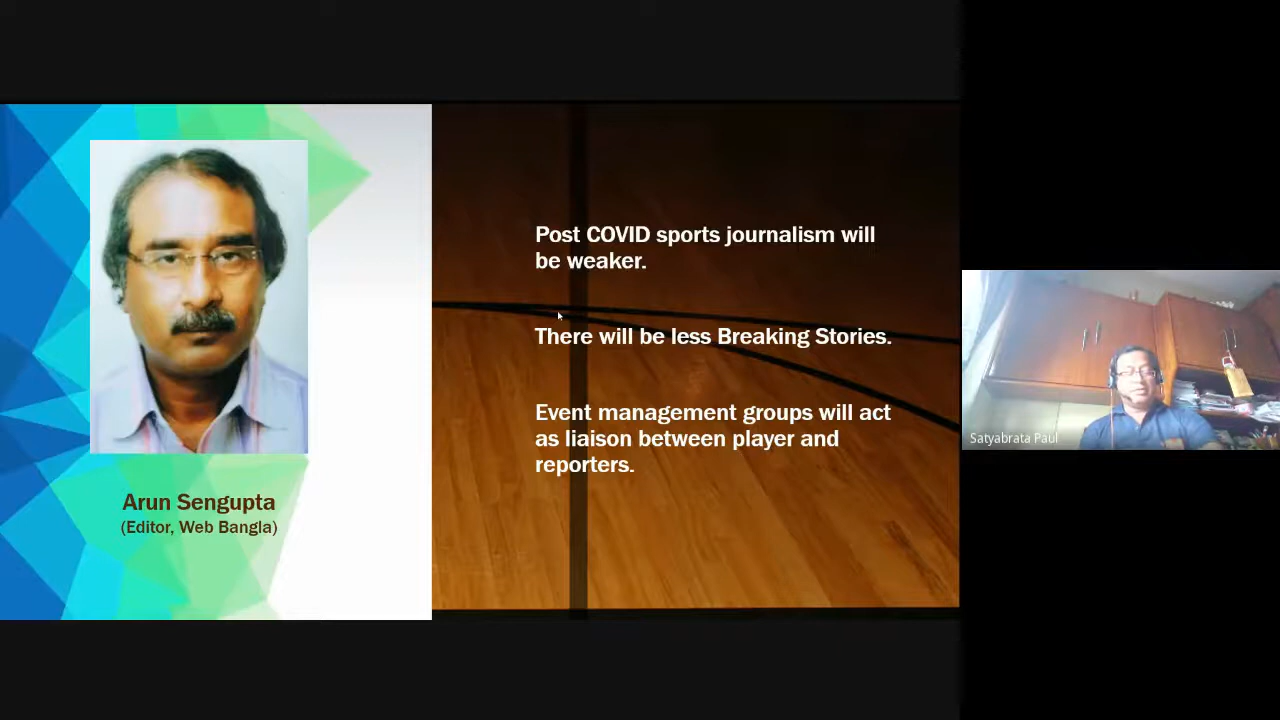 Post COVID sports journalism will
be weaker.
There will be less Breaking Stories.
Event management groups will act
as liaison between player and
reporters.
Arun Sengupta
(Editor, Web Bangla)
Satyabrata Paul